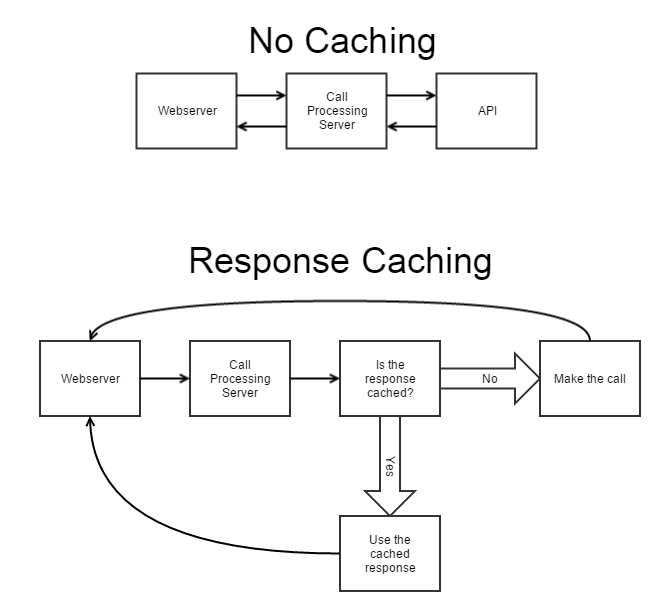 No Caching
Webserver
Call
Processing
Server
API
Response Caching
Webserver
Call
Processing
Server
Is the
response
cached?
No
Make the call
Yes
Use the
cached
response